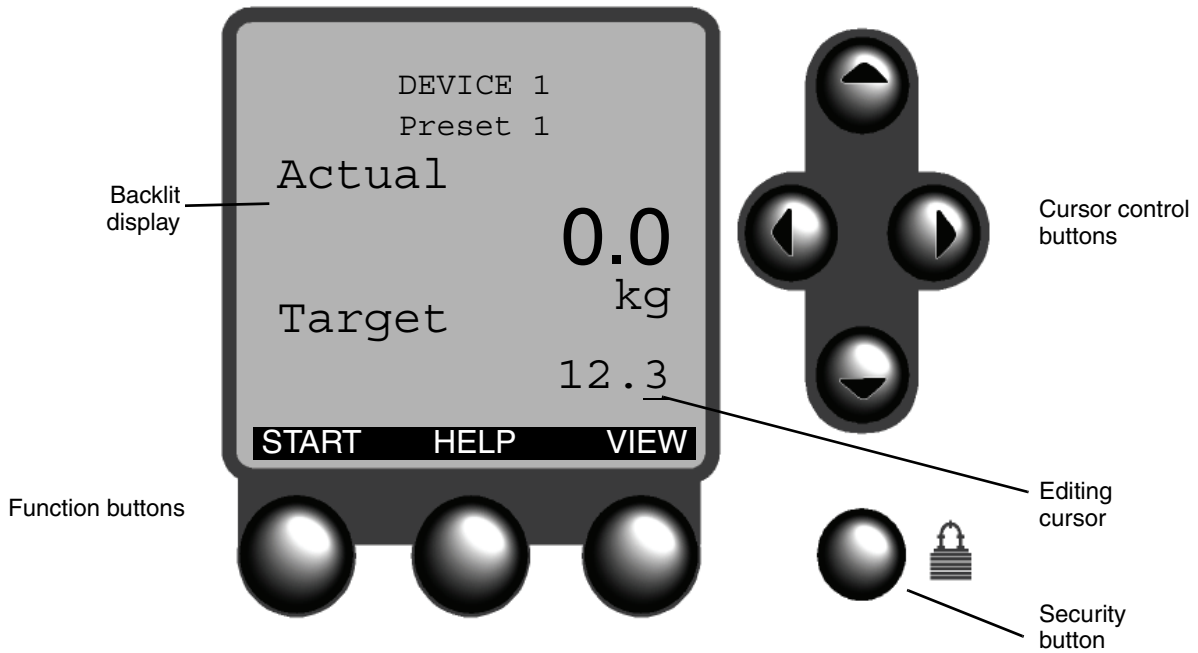 DEVICE 1
Preset 1
Actual
0.0
kg
Target
12.3
START HELP VIEW
Backlit
display
Cursor control
buttons
Function buttons
Editing
cursor
Security
button